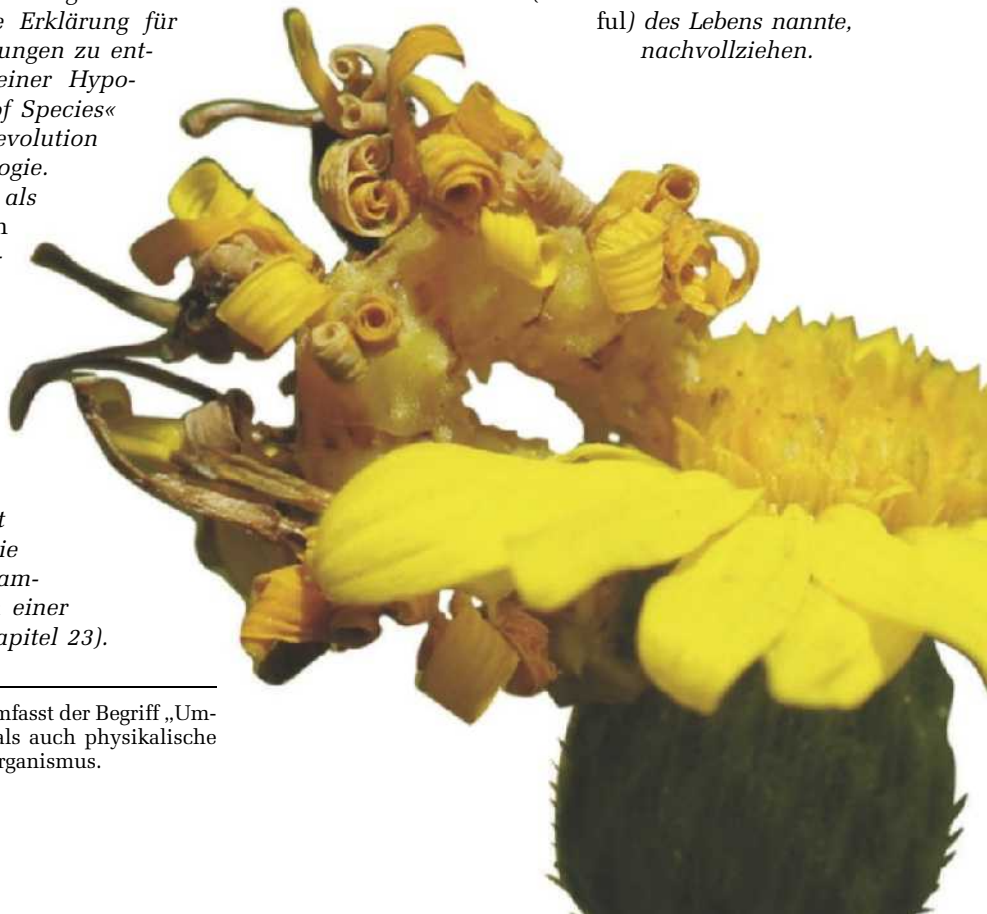 e Erklärung für
ungen zu ent-
einer Hypo-
of Species«
evolution
ogie.
als
n
t
ie
am-
einer
apitel 23).
mfasst der Begriff „Um-
als auch physikalische
rganismus.
ful) des Lebens nannte,
nachvollziehen.